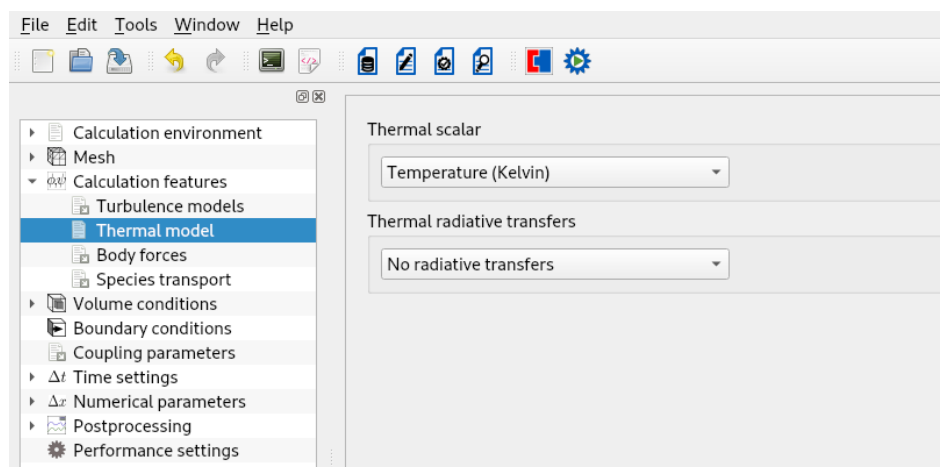 File Edit Tools Window Help
Calculation environment
Mesh
Calculation features
Turbulence models
Thermal model
Body forces
Species transport
Volume conditions
Boundary conditions
Coupling parameters
Δt Time settings
Δx Numerical parameters
Postprocessing
Performance settings
Thermal scalar
Temperature (Kelvin)
Thermal radiative transfers
No radiative transfers